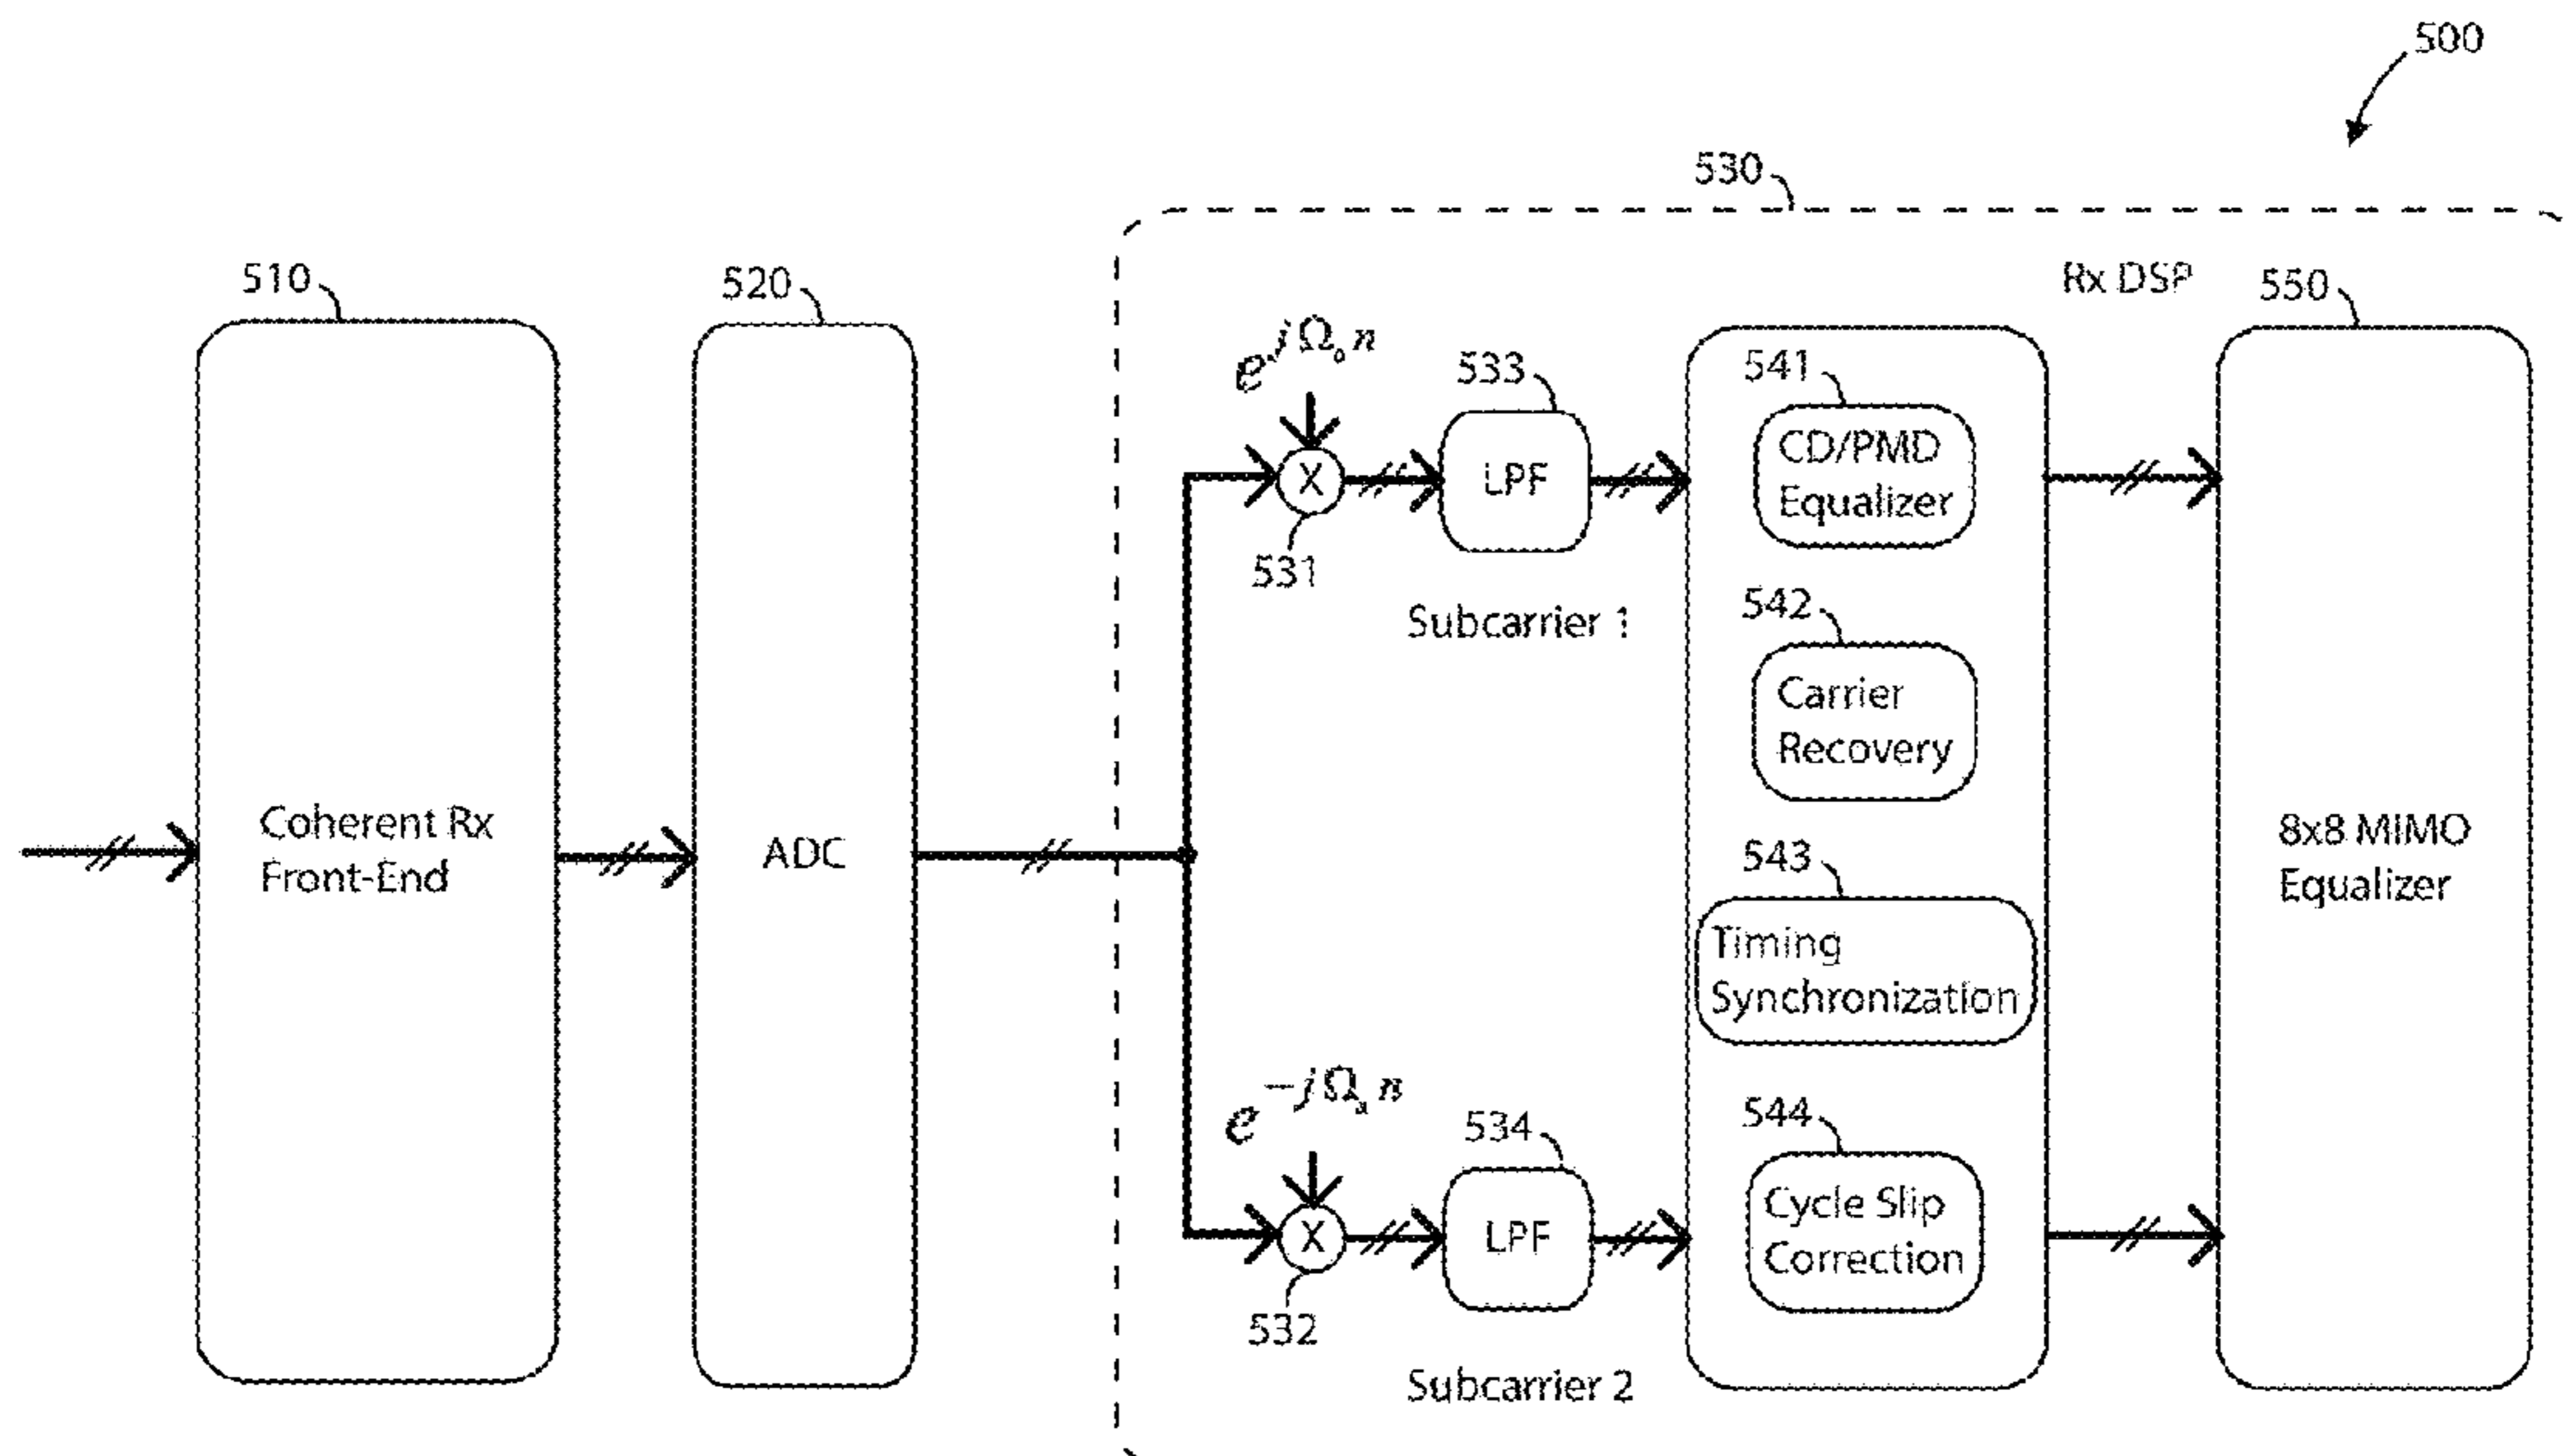 500
530
Rx DSP
510
520
550
e^{jΩ₀n}
533
541
CD/PMD
Equalizer
X
LPF
531
Subcarrier 1
542
Carrier
Recovery
Coherent Rx
Front-End
ADC
543
Timing
Synchronization
8x8 MIMO
Equalizer
e^{-jΩ n}
534
544
Cycle Slip
Correction
X
LPF
532
Subcarrier 2